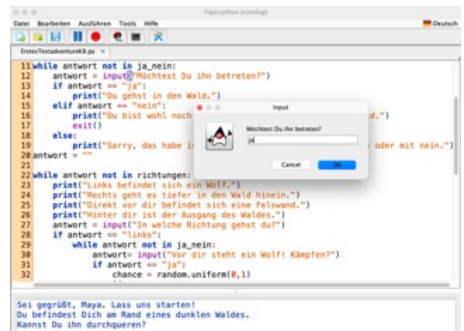 TigerJython (running)
Datei Bearbeiten Ausführen Tools Hilfe
Deutsch
ErstesTextadventureKB.py ×
11 while antwort not in ja_nein:
12 antwort = input("Möchtest Du ihn betreten?")
13 if antwort == "ja":
14 print("Du gehst in den Wald.")
15 elif antwort == "nein":
16 print("Du bist wohl noch d.")
17 exit()
18 else:
19 print("Sorry, das habe i oder mit nein.")
20 antwort = ""
21
22 while antwort not in richtungen:
23 print("Links befindet sich ein Wolf.")
24 print("Rechts geht es tiefer in den Wald hinein.")
25 print("Direkt vor dir befindet sich eine Felswand.")
26 print("Hinter dir ist der Ausgang des Waldes.")
27 antwort = input("In welche Richtung gehst du?")
28 if antwort == "links":
29 while antwort not in ja_nein:
30 antwort= input("Vor dir steht ein Wolf! Kämpfen?")
31 if antwort == "ja":
32 chance = random.uniform(0,1)
Input
Möchtest Du ihn betreten?
ja
Cancel OK
Sei gegrüßt, Maya. Lass uns starten!
Du befindest Dich am Rand eines dunklen Waldes.
Kannst Du ihn durchqueren?